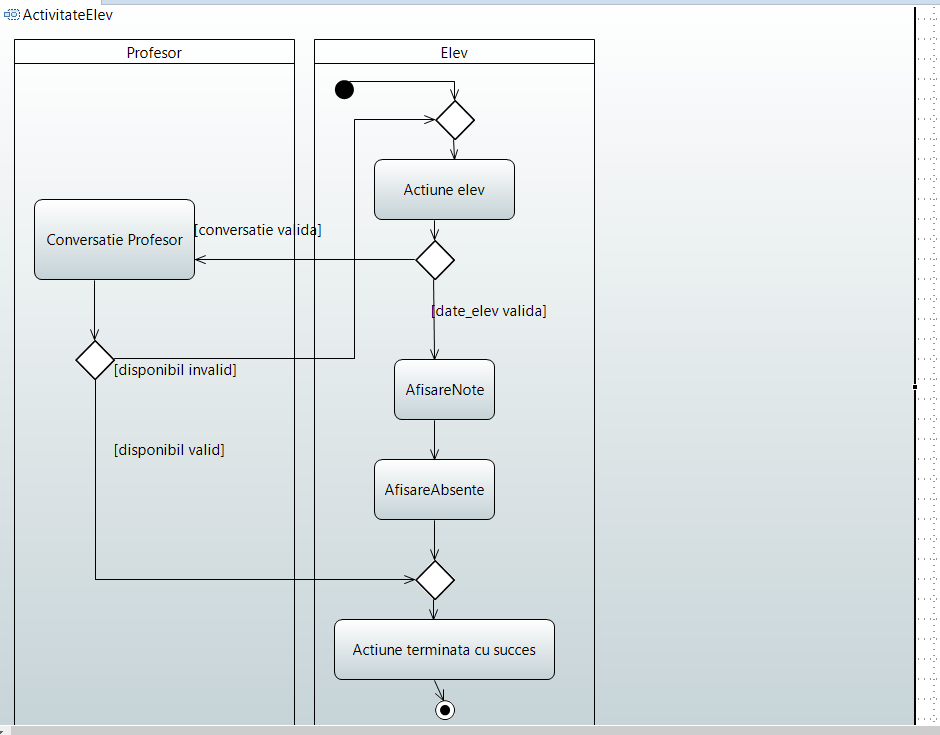 ActivitateElev
Profesor
Elev
Actiune elev
Conversatie Profesor
[conversatie valida]
[date_elev valida]
[disponibil invalid]
AfisareNote
[disponibil valid]
AfisareAbsente
Actiune terminata cu succes